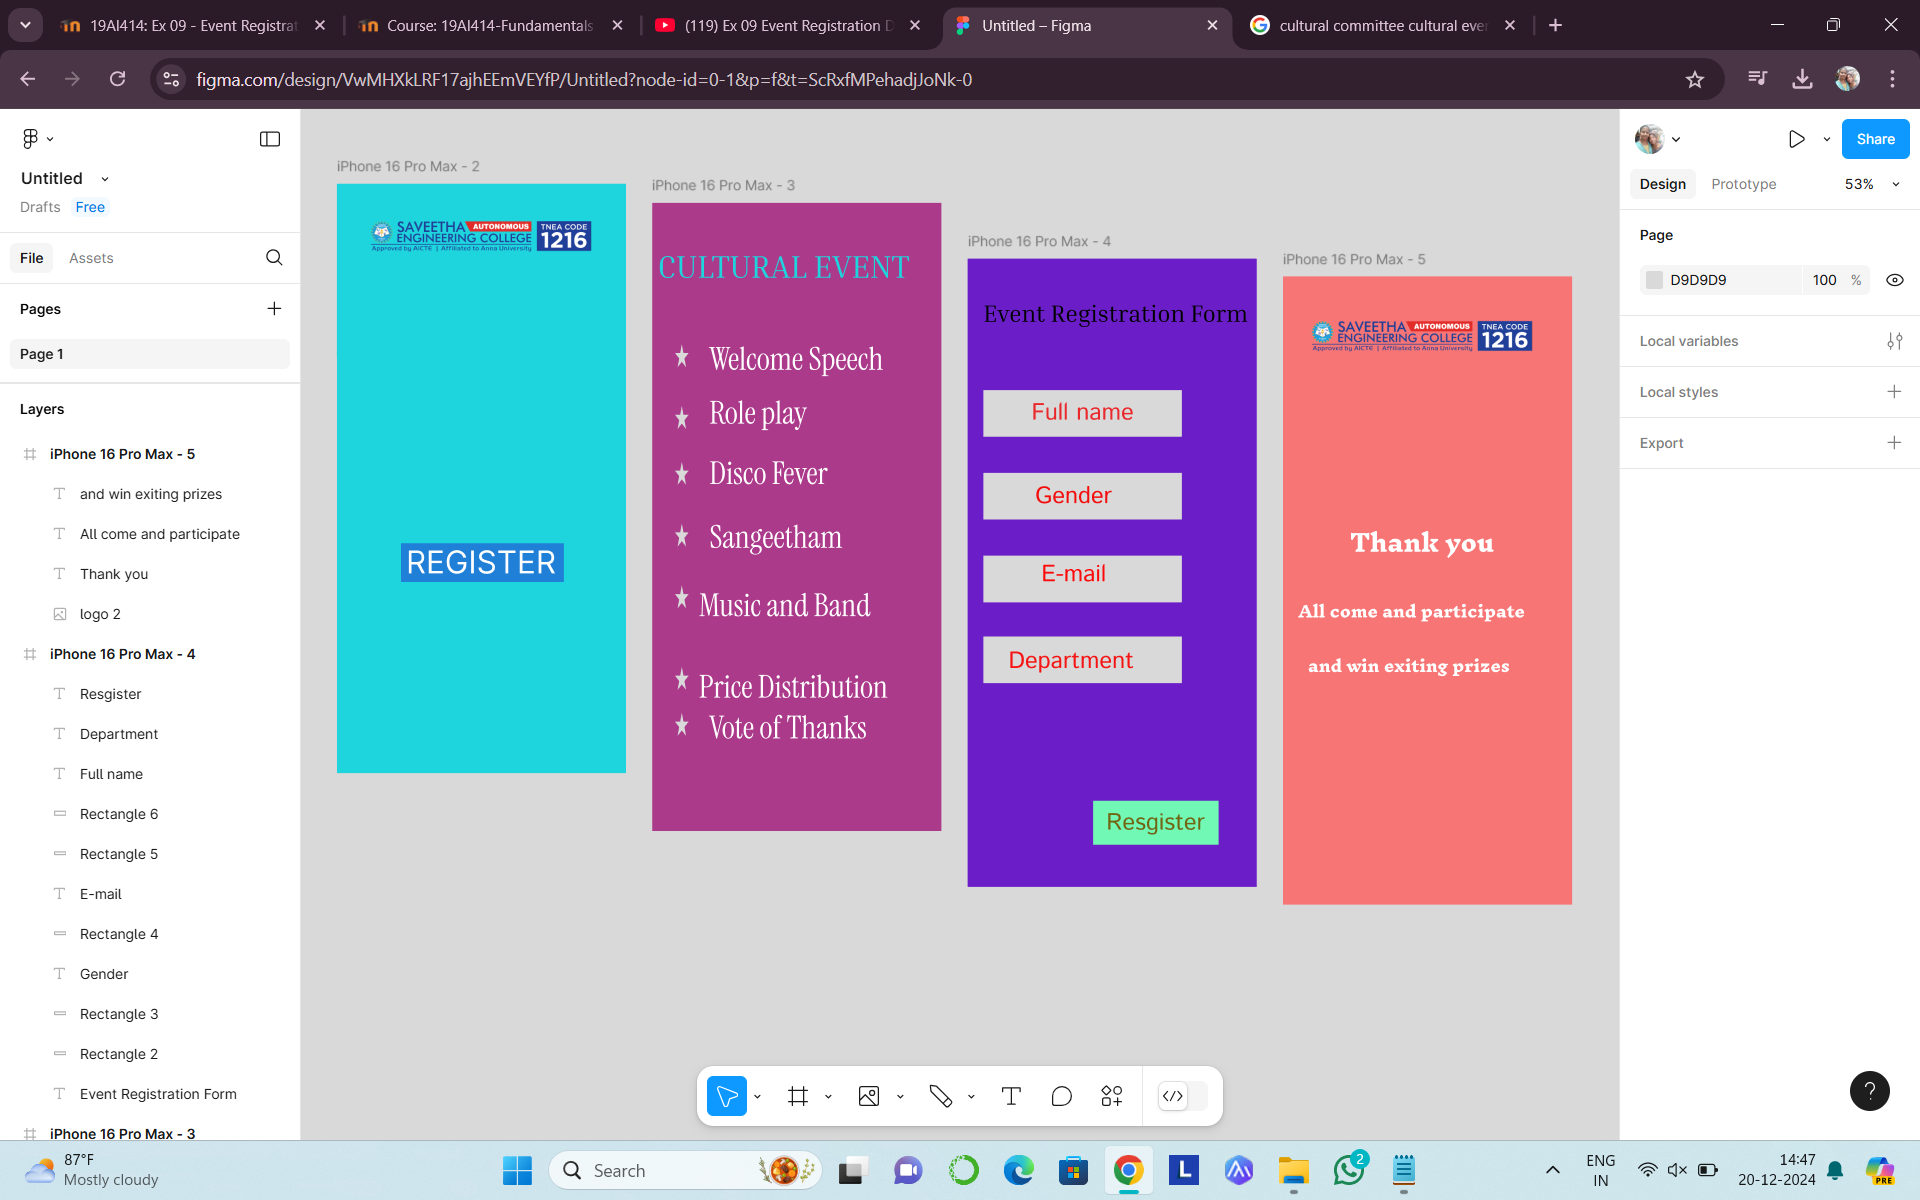 19AI414: Ex 09 - Event Registrat
Course: 19AI414-Fundamentals
(119) Ex 09 Event Registration D
Untitled – Figma
cultural committee cultural eve
figma.com/design/VwMHXkLRF17ajhEEmVEYfP/Untitled?node-id=0-1&p=f&t=ScRxfMPehadjJoNk-0
Untitled
Drafts Free
File Assets
Pages
Page 1
Layers
iPhone 16 Pro Max - 5
and win exiting prizes
All come and participate
Thank you
logo 2
iPhone 16 Pro Max - 4
Resgister
Department
Full name
Rectangle 6
Rectangle 5
E-mail
Rectangle 4
Gender
Rectangle 3
Rectangle 2
Event Registration Form
iPhone 16 Pro Max - 3
iPhone 16 Pro Max - 2
SAVEETHA AUTONOMOUS
ENGINEERING COLLEGE
Approved by AICTE | Affiliated to Anna University
TNEA CODE
1216
REGISTER
iPhone 16 Pro Max - 3
CULTURAL EVENT
Welcome Speech
Role play
Disco Fever
Sangeetham
Music and Band
Price Distribution
Vote of Thanks
iPhone 16 Pro Max - 4
Event Registration Form
Full name
Gender
E-mail
Department
Resgister
iPhone 16 Pro Max - 5
SAVEETHA AUTONOMOUS
ENGINEERING COLLEGE
Approved by AICTE | Affiliated to Anna University
TNEA CODE
1216
Thank you
All come and participate
and win exiting prizes
Share
Design Prototype 53%
Page
D9D9D9 100 %
Local variables
Local styles
Export
?
87°F
Mostly cloudy
Search
L
2
ENG
IN
14:47
20-12-2024
PRE